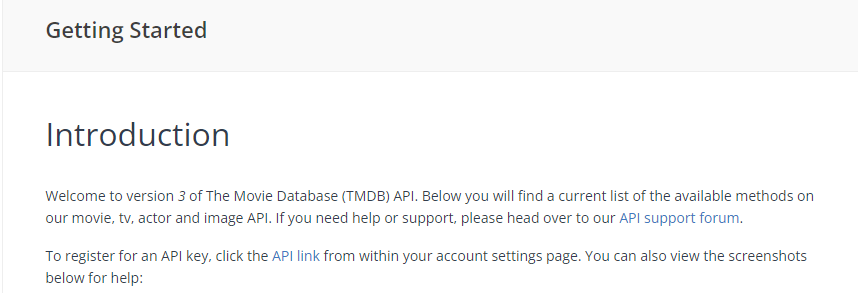 Getting Started
Introduction
Welcome to version 3 of The Movie Database (TMDB) API. Below you will find a current list of the available methods on
our movie, tv, actor and image API. If you need help or support, please head over to our API support forum.
To register for an API key, click the API link from within your account settings page. You can also view the screenshots
below for help: